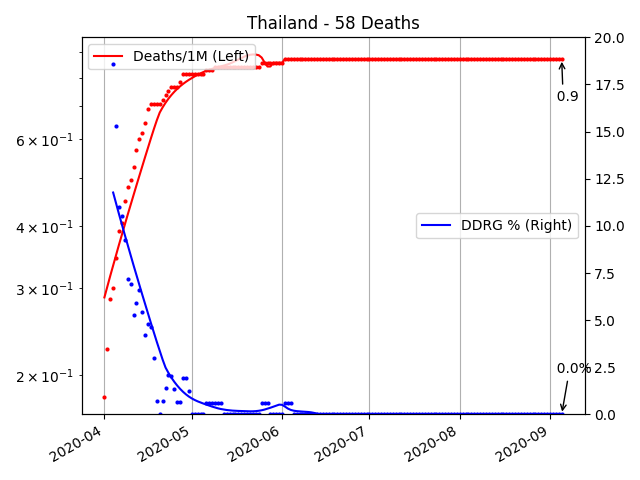 Thailand - 58 Deaths
Deaths/1M (Left)
DDRG % (Right)
0.9
0.0%
6 × 10⁻¹
4 × 10⁻¹
3 × 10⁻¹
2 × 10⁻¹
20.0
17.5
15.0
12.5
10.0
7.5
5.0
2.5
0.0
2020-04
2020-05
2020-06
2020-07
2020-08
2020-09